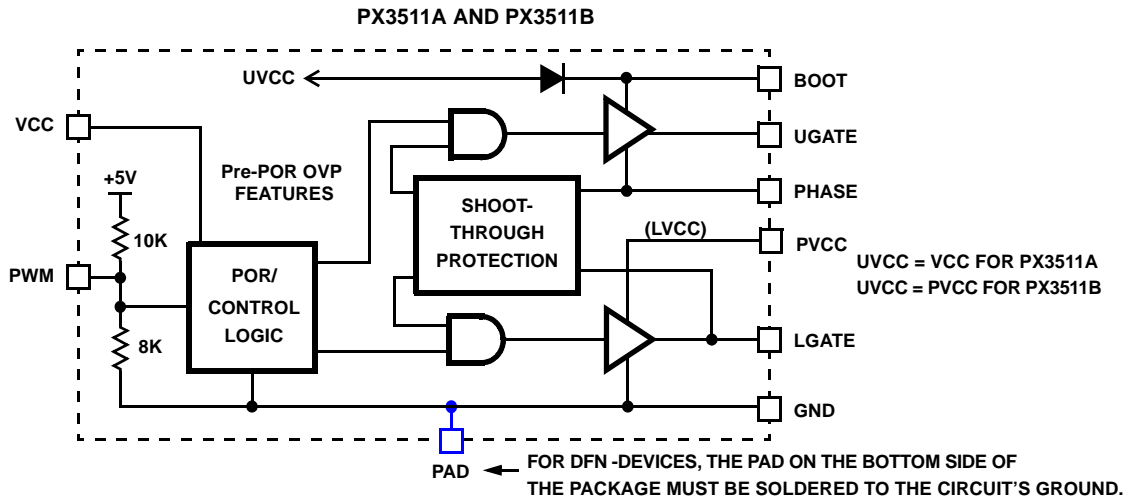 PX3511A AND PX3511B
UVCC
BOOT
VCC
UGATE
+5V
Pre-POR OVP
FEATURES
PHASE
SHOOT-
THROUGH
PROTECTION
10K
(LVCC)
PVCC
PWM
POR/
CONTROL
LOGIC
UVCC = VCC FOR PX3511A
UVCC = PVCC FOR PX3511B
8K
LGATE
GND
PAD
FOR DFN -DEVICES, THE PAD ON THE BOTTOM SIDE OF
THE PACKAGE MUST BE SOLDERED TO THE CIRCUIT'S GROUND.